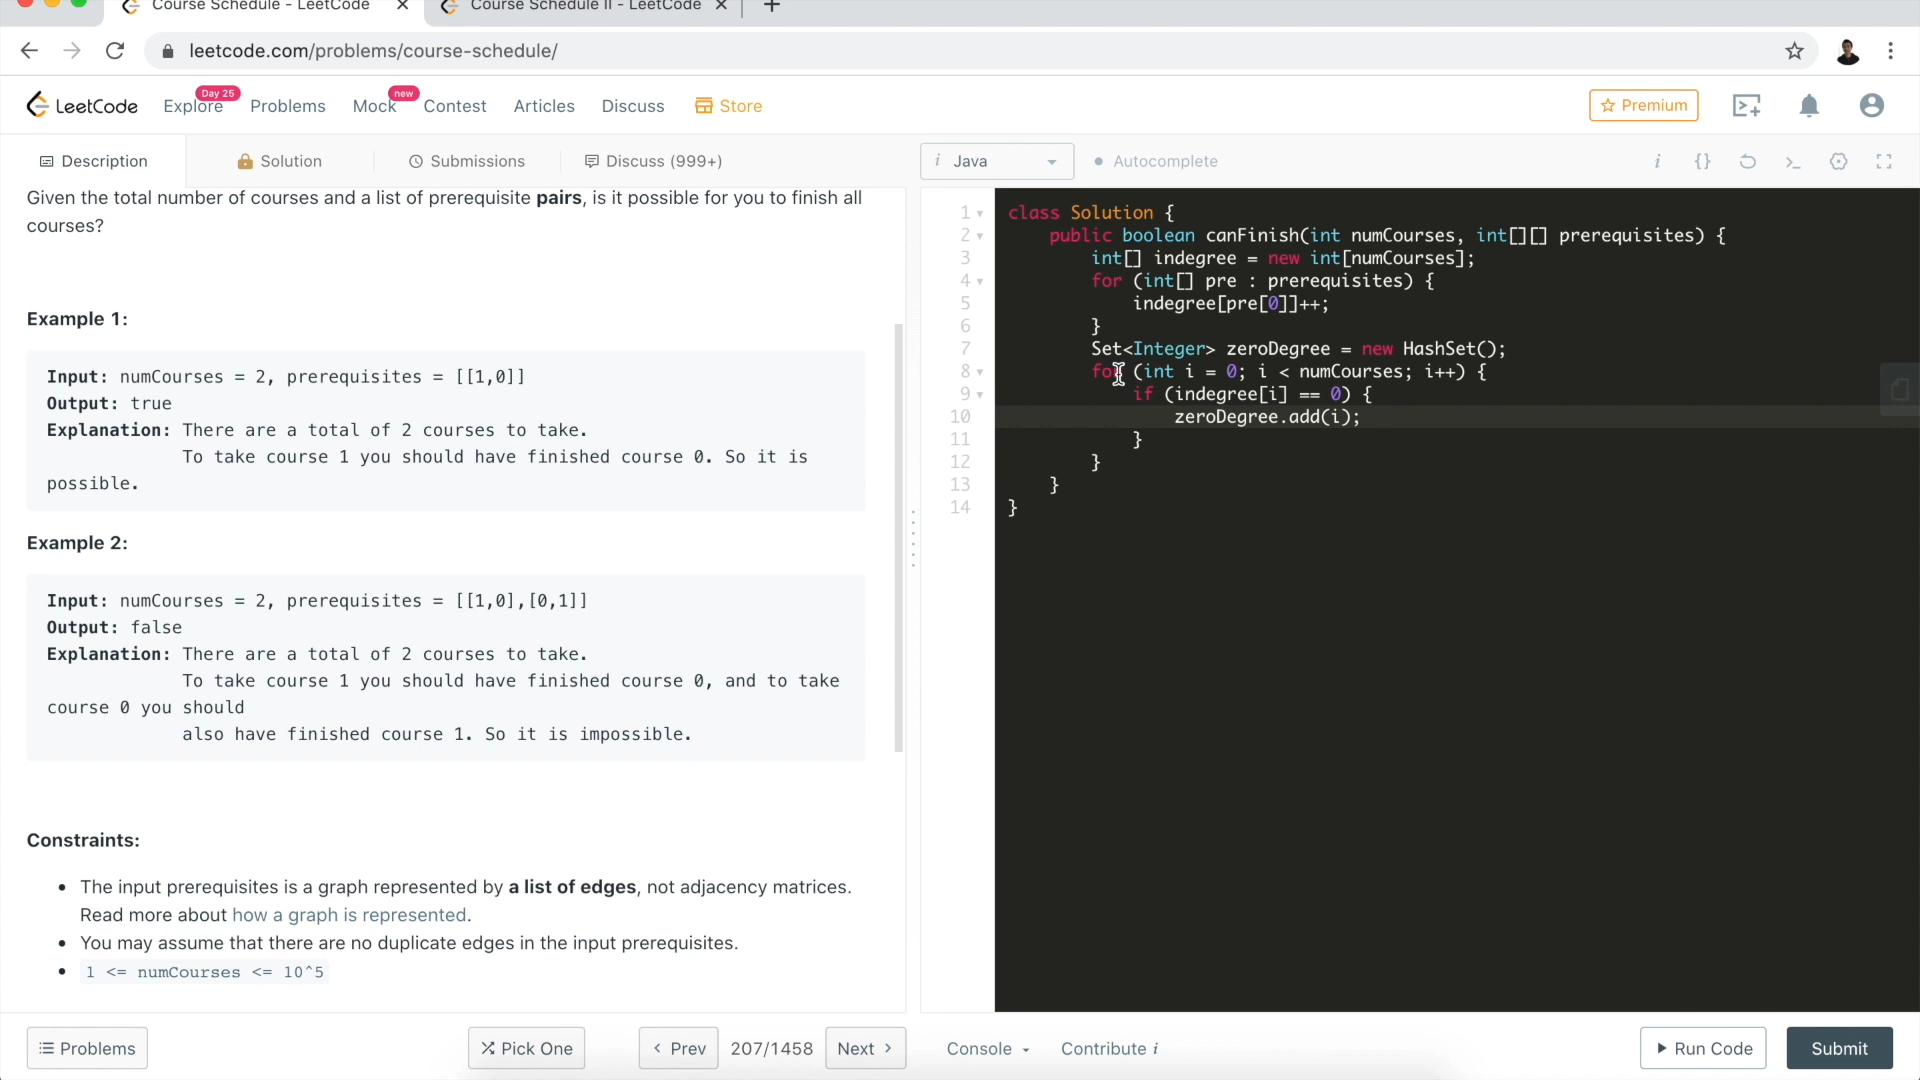 Course Schedule - LeetCode
Course Schedule II - LeetCode
leetcode.com/problems/course-schedule/
LeetCode Explore Day 25 Problems Mock new Contest Articles Discuss Store Premium
Description Solution Submissions Discuss (999+)
i Java Autocomplete
Given the total number of courses and a list of prerequisite pairs, is it possible for you to finish all
courses?
Example 1:
Input: numCourses = 2, prerequisites = [[1,0]]
Output: true
Explanation: There are a total of 2 courses to take.
To take course 1 you should have finished course 0. So it is
possible.
Example 2:
Input: numCourses = 2, prerequisites = [[1,0],[0,1]]
Output: false
Explanation: There are a total of 2 courses to take.
To take course 1 you should have finished course 0, and to take
course 0 you should
also have finished course 1. So it is impossible.
Constraints:
The input prerequisites is a graph represented by a list of edges, not adjacency matrices.
Read more about how a graph is represented.
You may assume that there are no duplicate edges in the input prerequisites.
1 <= numCourses <= 10^5
1 class Solution {
2 public boolean canFinish(int numCourses, int[][] prerequisites) {
3 int[] indegree = new int[numCourses];
4 for (int[] pre : prerequisites) {
5 indegree[pre[0]]++;
6 }
7 Set<Integer> zeroDegree = new HashSet();
8 for (int i = 0; i < numCourses; i++) {
9 if (indegree[i] == 0) {
10 zeroDegree.add(i);
11 }
12 }
13 }
14 }
Problems Pick One Prev 207/1458 Next Console Contribute i Run Code Submit